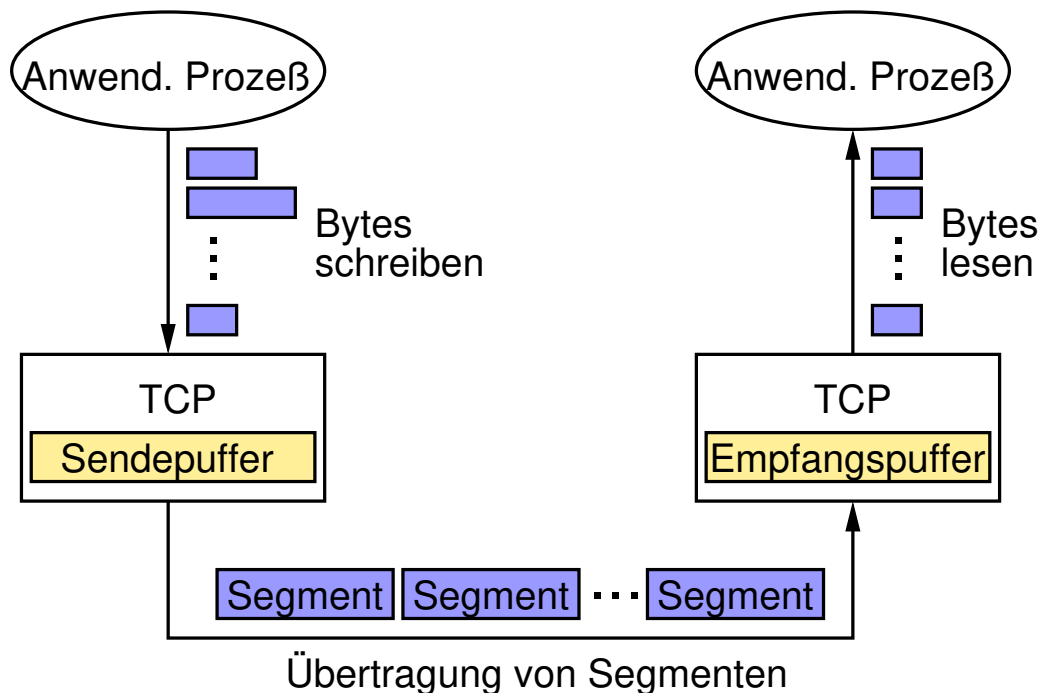 Anwend. Prozeß
Anwend. Prozeß
Bytes
schreiben
Bytes
lesen
TCP
Sendepuffer
TCP
Empfangspuffer
Segment Segment ... Segment
Übertragung von Segmenten